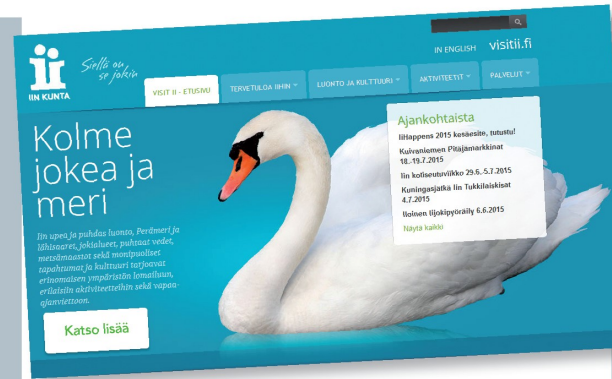 IIN KUNTA
Siellä on
se jokin
IN ENGLISH visitii.fi
VISIT II - ETUSIVU TERVETULOA IIHIN LUONTO JA KULTTUURI AKTIVITEETIT PALVELUT
Kolme
jokea ja
meri
Iin upea ja puhdas luonto, Perämeri ja
lähisaaret, jokialueet, puhtaat vedet,
metsämaastot sekä monipuoliset
tapahtumat ja kulttuuri tarjoavat
erinomaisen ympäristön lomailuun,
erilaisiin aktiviteetteihin sekä vapaa-
ajanviettoon.
Katso lisää
Ajankohtaista
IiHappens 2015 kesäesite, tutustu!
Kuivaniemen Pitäjämarkkinat
18.-19.7.2015
Iin kotiseutuviikko 29.6.-5.7.2015
Kuningasjätkä Iin Tukkilaiskisat
4.7.2015
Iloinen Iijokipyöräily 6.6.2015
Näytä kaikki